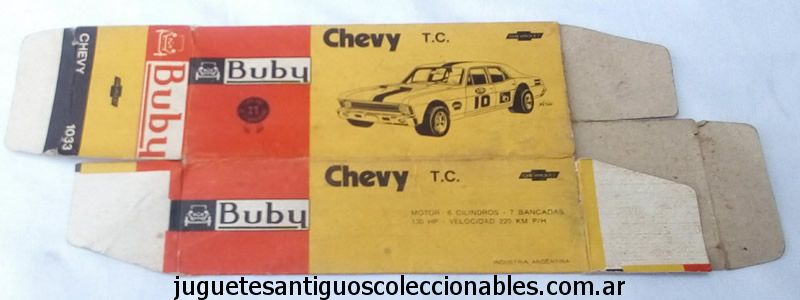 CHEVY
1033
Buby
Buby
Chevy T.C.
10
Buby
Chevy T.C.
MOTOR - 6 CILINDROS - 7 BANCADAS
130 HP - VELOCIDAD 220 KM P/H
INDUSTRIA ARGENTINA
juguetesantiguoscoleccionables.com.ar